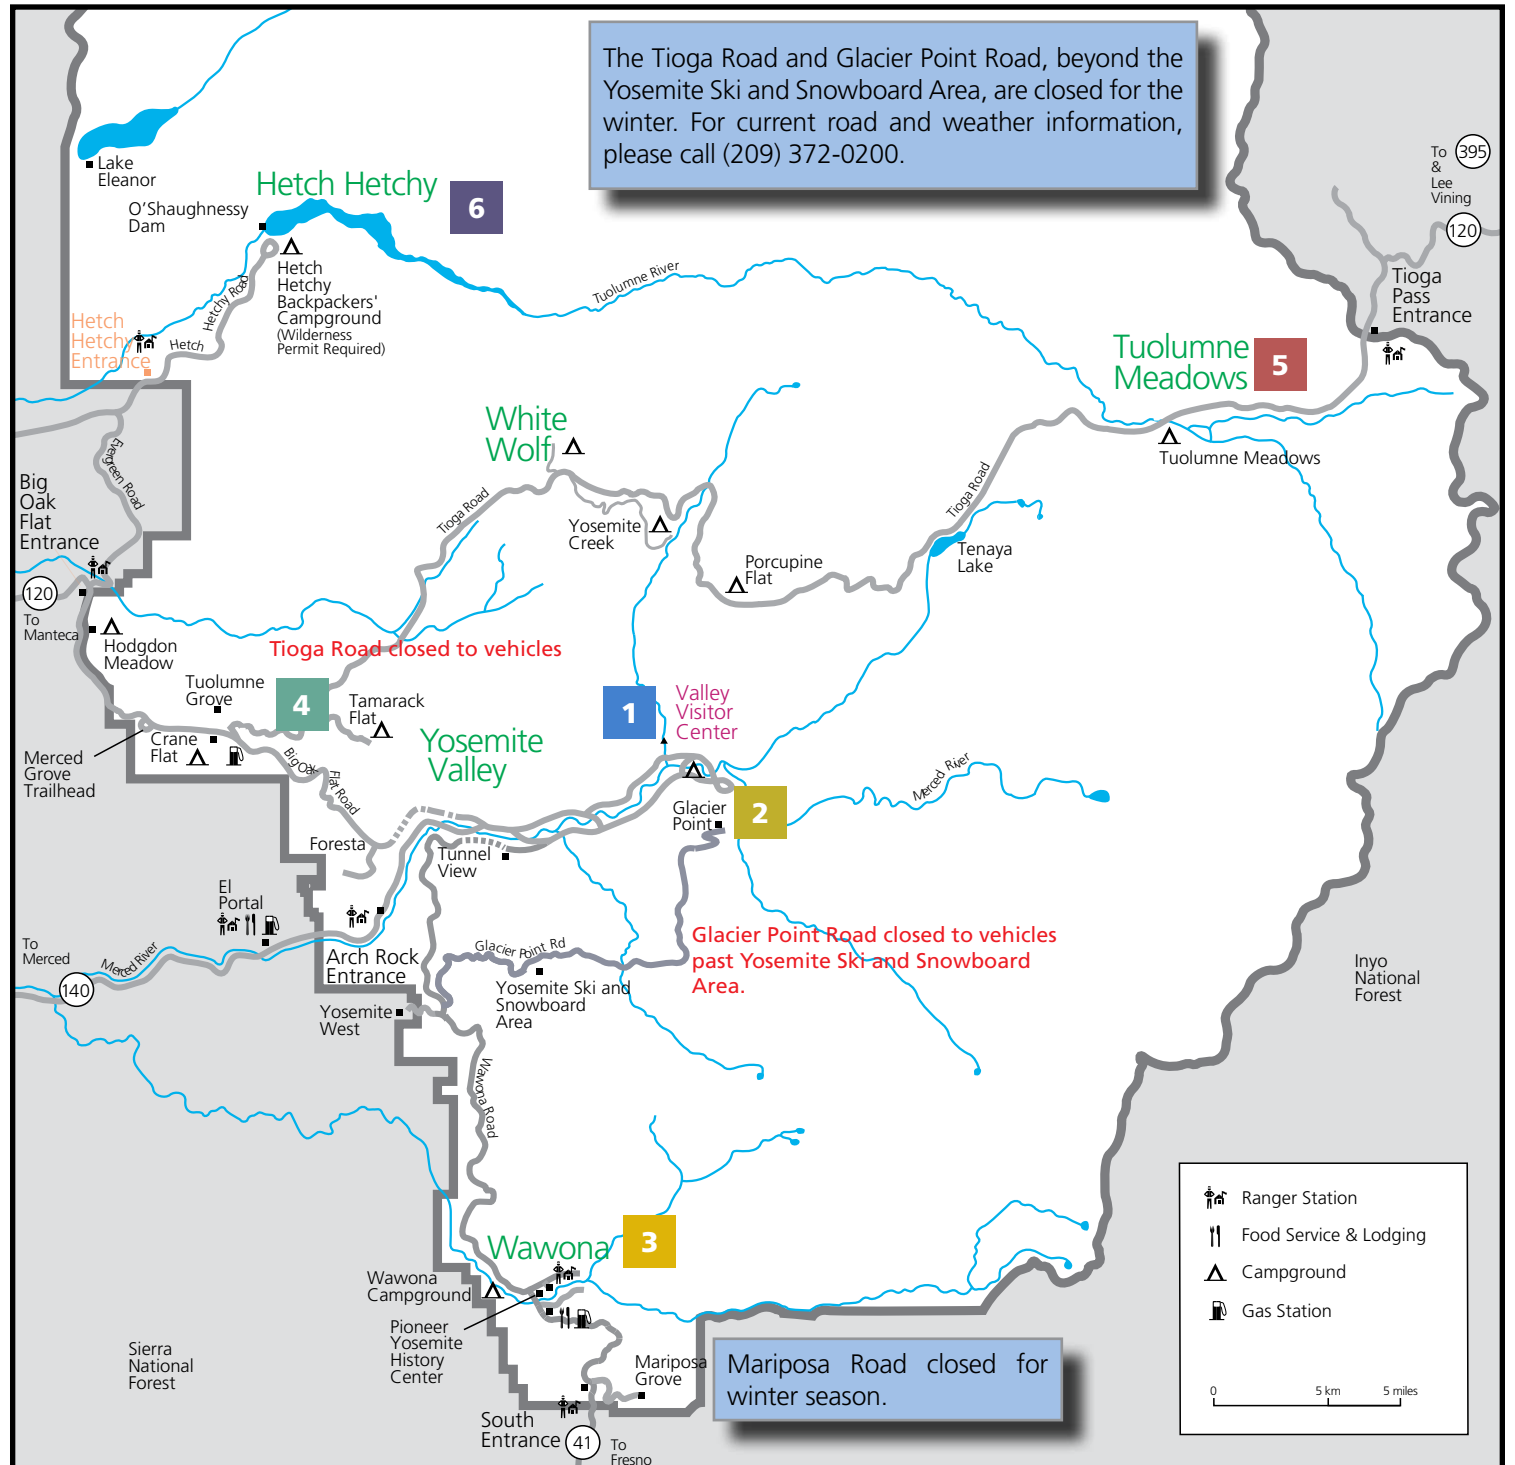 The Tioga Road and Glacier Point Road, beyond the
Yosemite Ski and Snowboard Area, are closed for the
winter. For current road and weather information,
please call (209) 372-0200.
To
&
Lee
Vining
395
120
Lake
Eleanor
Hetch Hetchy
6
O'Shaughnessy
Dam
Hetch
Hetchy
Backpackers'
Campground
(Wilderness
Permit Required)
Hetch
Hetchy Road
Hetch
Hetchy
Entrance
Tuolumne River
Tioga
Pass
Entrance
Tuolumne
Meadows
5
Tuolumne Meadows
White
Wolf
Evergreen Road
Big
Oak
Flat
Entrance
Tioga Road
Tioga Road
Yosemite
Creek
Porcupine
Flat
Tenaya
Lake
120
To
Manteca
Hodgdon
Meadow
Tioga Road closed to vehicles
Tuolumne
Grove
4
Tamarack
Flat
1
Valley
Visitor
Center
Crane
Flat
Merced
Grove
Trailhead
Big Oak
Flat Road
Yosemite
Valley
Merced River
Glacier
Point
2
Foresta
Tunnel
View
El
Portal
To
Merced
Merced River
140
Arch Rock
Entrance
Glacier Point Rd
Glacier Point Road closed to vehicles
past Yosemite Ski and Snowboard
Area.
Yosemite Ski and
Snowboard
Area
Yosemite
West
Inyo
National
Forest
Wawona Road
Wawona
3
Wawona
Campground
Pioneer
Yosemite
History
Center
Sierra
National
Forest
Mariposa
Grove
Mariposa Road closed for
winter season.
South
Entrance
41
To
Fresno
Ranger Station
Food Service & Lodging
Campground
Gas Station
0
5 km
5 miles